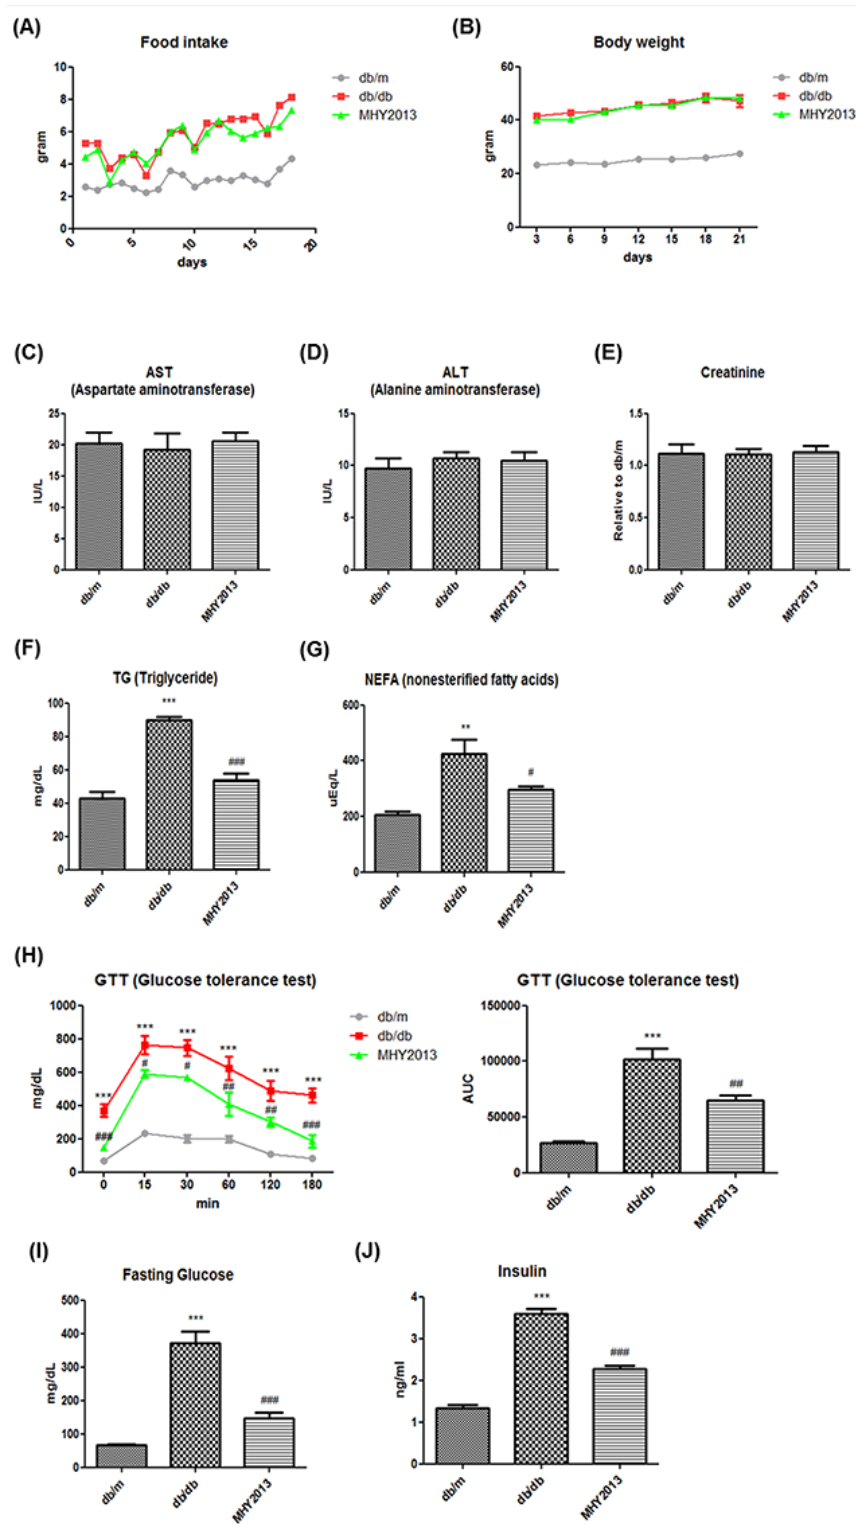 (A)
Food intake
gram
10
8
6
4
2
0
0
5
10
15
20
days
db/m
db/db
MHY2013
(B)
Body weight
gram
60
40
20
0
3
6
9
12
15
18
21
days
db/m
db/db
MHY2013
(C)
AST
(Aspartate aminotransferase)
IU/L
25
20
15
10
5
0
db/m
db/db
MHY2013
(D)
ALT
(Alanine aminotransferase)
IU/L
15
10
5
0
db/m
db/db
MHY2013
(E)
Creatinine
Relative to db/m
1.5
1.0
0.5
0.0
db/m
db/db
MHY2013
(F)
TG (Triglyceride)
mg/dL
100
80
60
40
20
0
***
###
db/m
db/db
MHY2013
(G)
NEFA (nonesterified fatty acids)
uEq/L
600
400
200
0
**
#
db/m
db/db
MHY2013
(H)
GTT (Glucose tolerance test)
mg/dL
1000
800
600
400
200
0
*** *** *** *** *** ***
### # # ## ## ###
0
15
30
60
120
180
min
db/m
db/db
MHY2013
GTT (Glucose tolerance test)
AUC
150000
100000
50000
0
***
##
db/m
db/db
MHY2013
(I)
Fasting Glucose
mg/dL
500
400
300
200
100
0
***
###
db/m
db/db
MHY2013
(J)
Insulin
ng/ml
4
3
2
1
0
***
###
db/m
db/db
MHY2013